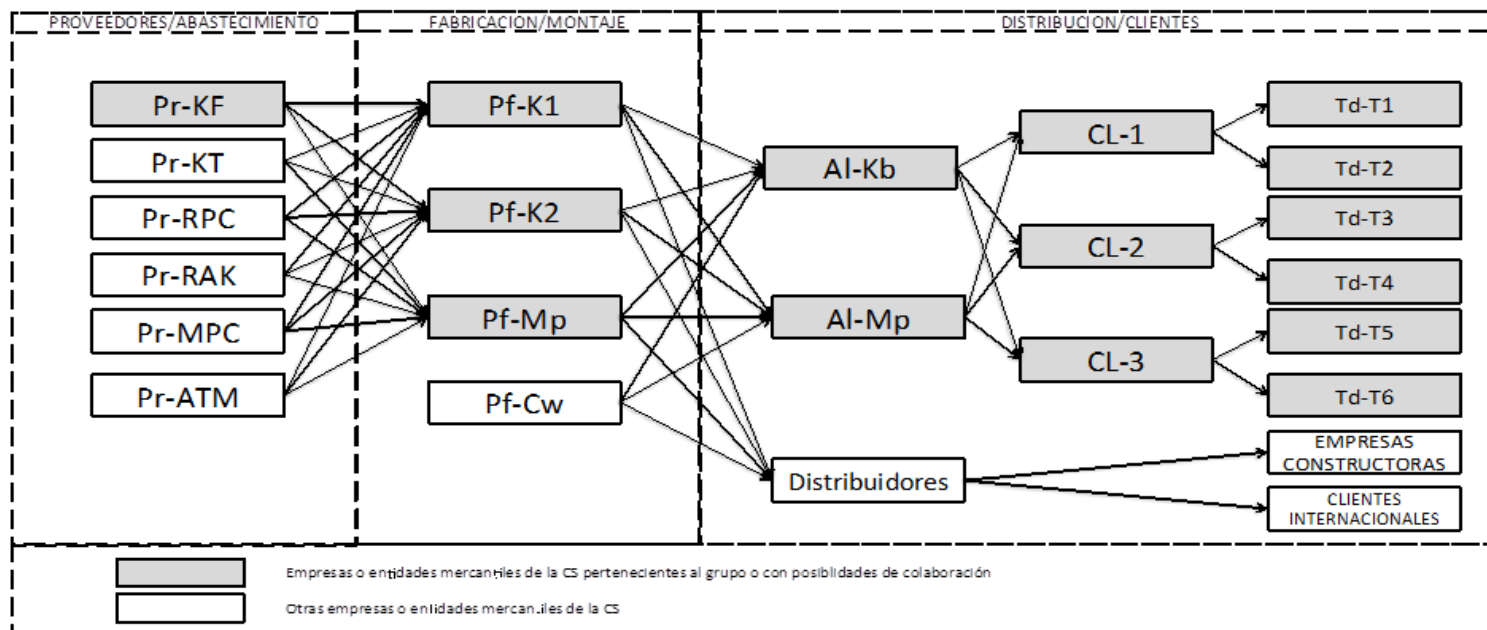 PROVEEDORES/ABASTECIMIENTO
FABRICACION/MONTAJE
DISTRIBUCION/CLIENTES
Pr-KF
Pr-KT
Pr-RPC
Pr-RAK
Pr-MPC
Pr-ATM
Pf-K1
Pf-K2
Pf-Mp
Pf-Cw
Al-Kb
Al-Mp
Distribuidores
CL-1
CL-2
CL-3
Td-T1
Td-T2
Td-T3
Td-T4
Td-T5
Td-T6
EMPRESAS
CONSTRUCTORAS
CLIENTES
INTERNACIONALES
Empresas o entidades mercantiles de la CS pertenecientes al grupo o con posiblidades de colaboración
Otras empresas o entidades mercantiles de la CS